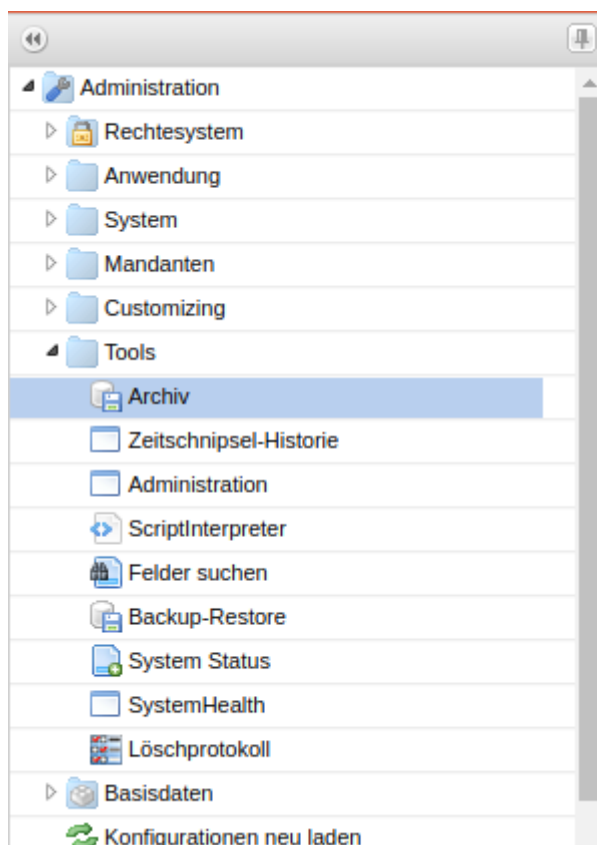 Administration
Rechtesystem
Anwendung
System
Mandanten
Customizing
Tools
Archiv
Zeitschnipsel-Historie
Administration
ScriptInterpreter
Felder suchen
Backup-Restore
System Status
SystemHealth
Löschprotokoll
Basisdaten
Konfigurationen neu laden